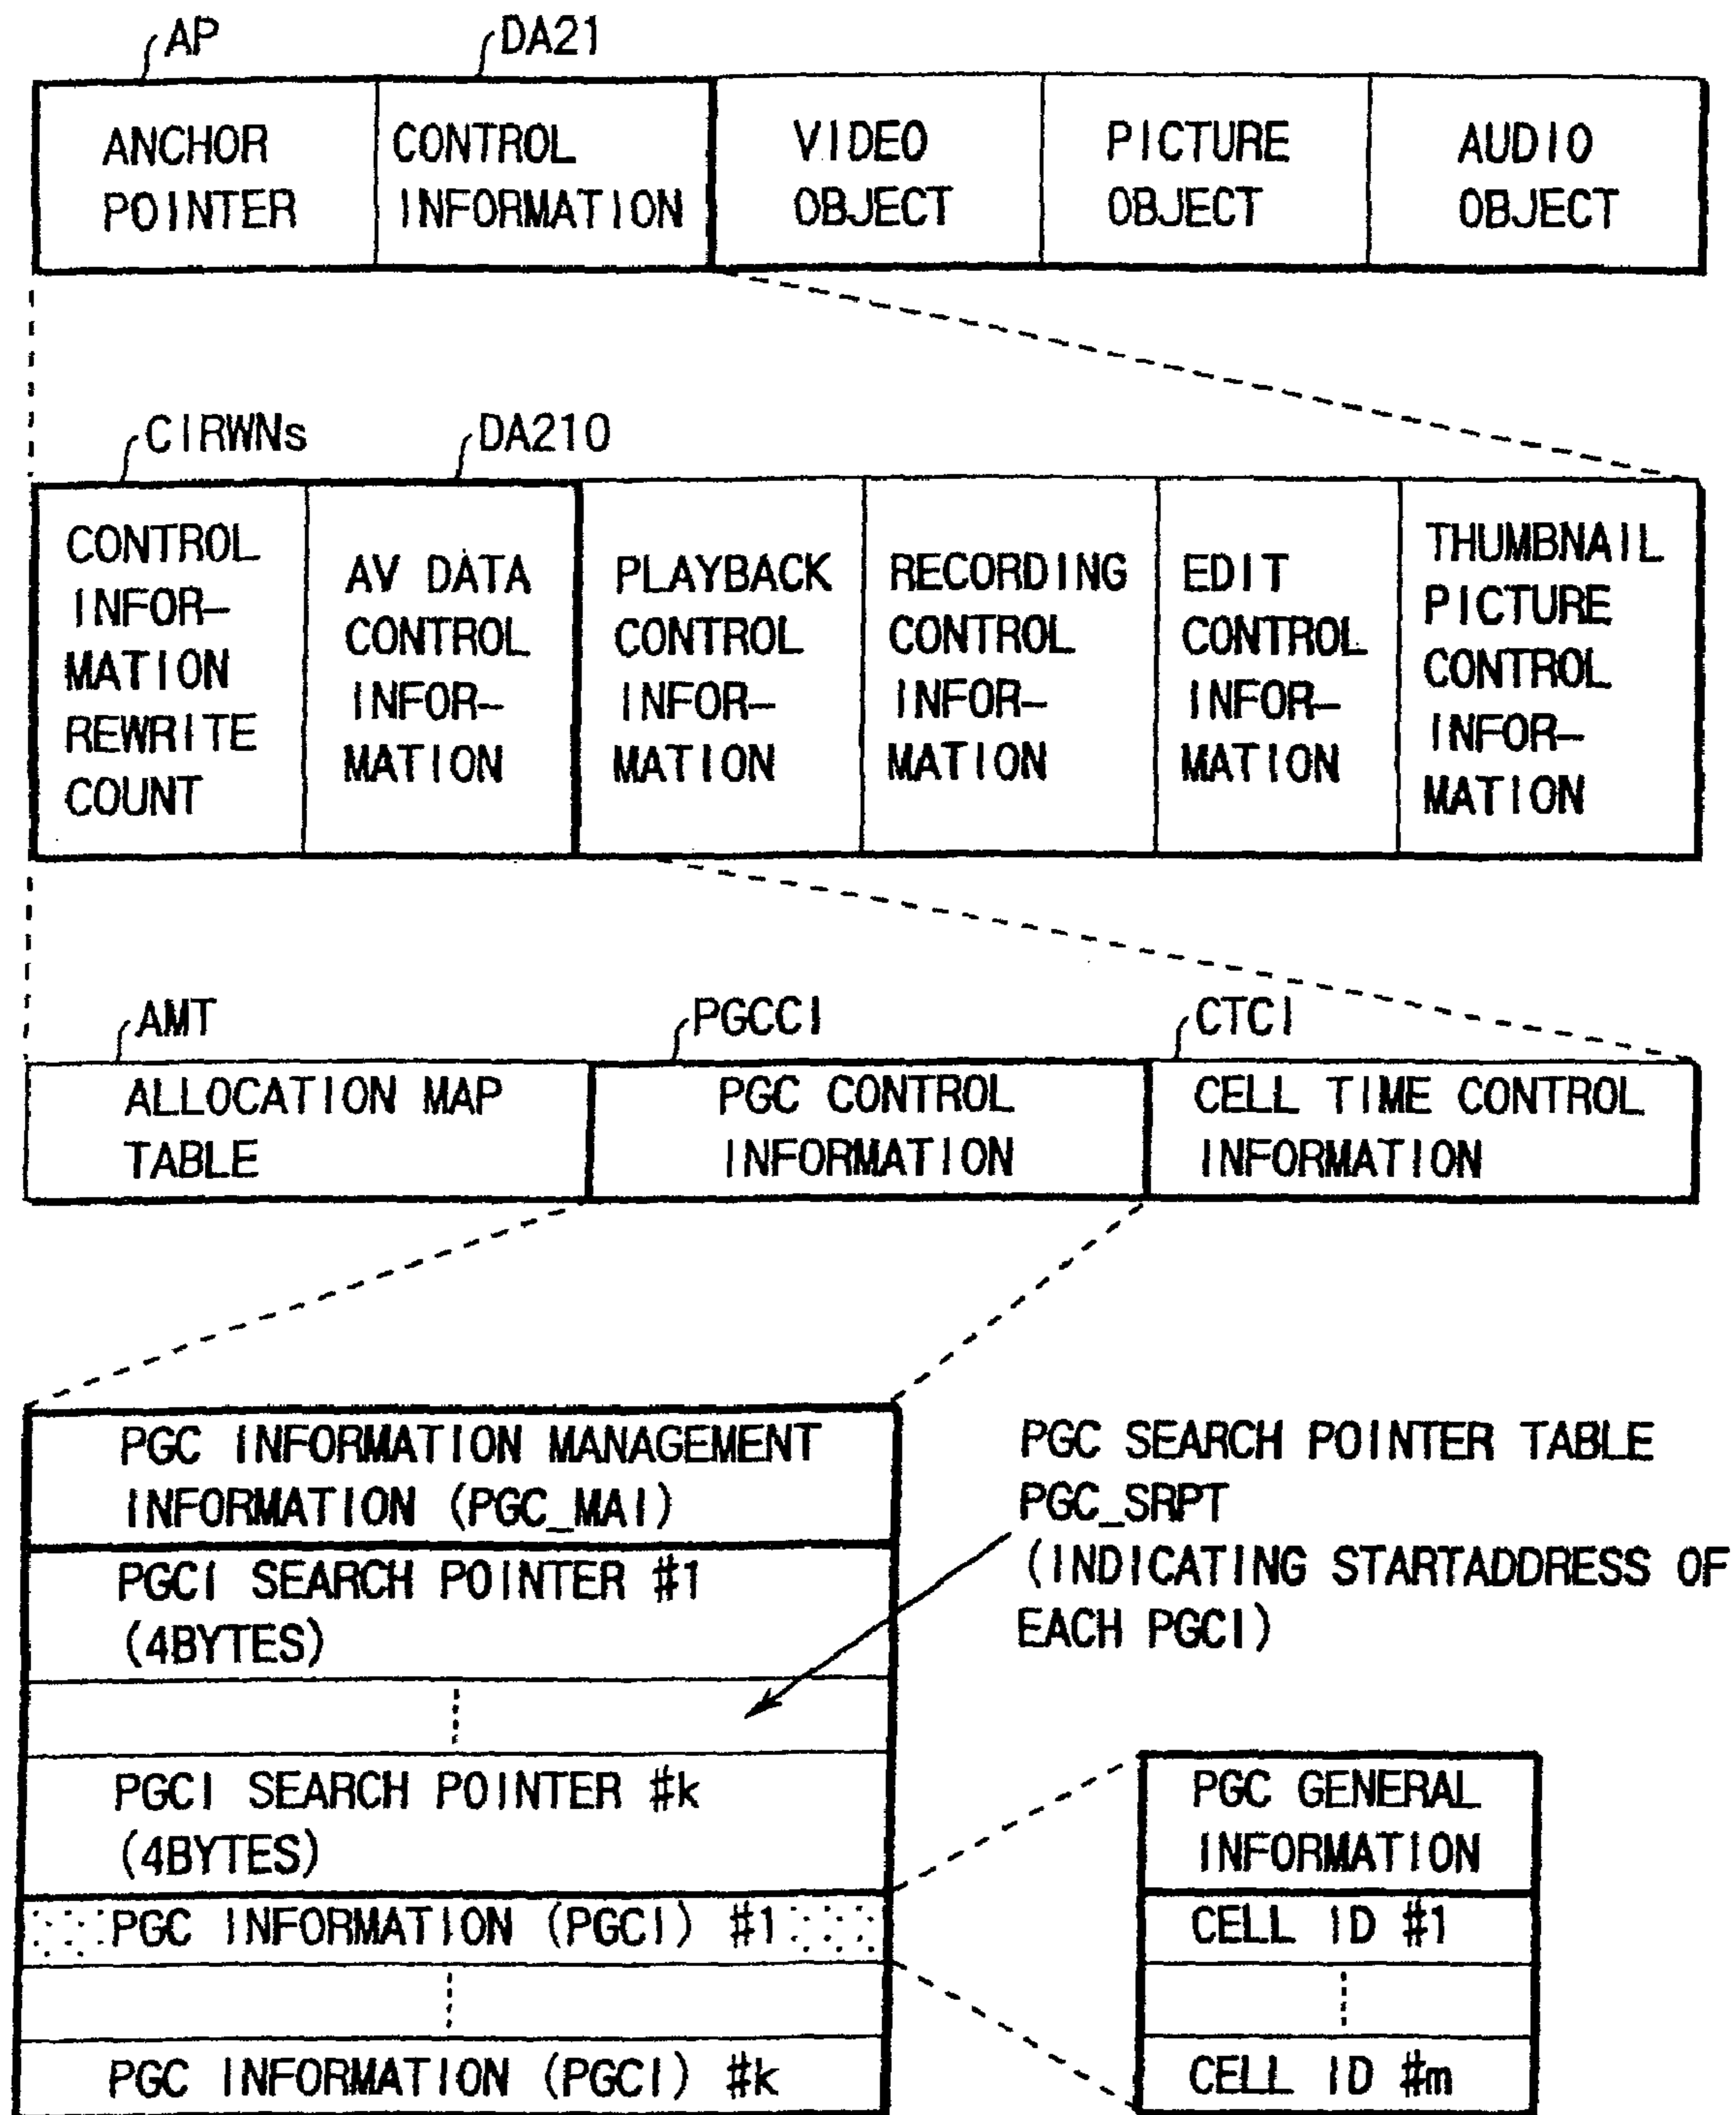 AP
DA21
ANCHOR
POINTER
CONTROL
INFORMATION
VIDEO
OBJECT
PICTURE
OBJECT
AUDIO
OBJECT
CIRWNs
DA210
CONTROL
INFOR-
MATION
REWRITE
COUNT
AV DATA
CONTROL
INFOR-
MATION
PLAYBACK
CONTROL
INFOR-
MATION
RECORDING
CONTROL
INFOR-
MATION
EDIT
CONTROL
INFOR-
MATION
THUMBNAIL
PICTURE
CONTROL
INFOR-
MATION
AMT
PGCCI
CTCI
ALLOCATION MAP
TABLE
PGC CONTROL
INFORMATION
CELL TIME CONTROL
INFORMATION
PGC INFORMATION MANAGEMENT
INFORMATION (PGC_MAI)
PGCI SEARCH POINTER #1
(4BYTES)
PGCI SEARCH POINTER #k
(4BYTES)
PGC INFORMATION (PGCI) #1
PGC INFORMATION (PGCI) #k
PGC SEARCH POINTER TABLE
PGC_SRPT
(INDICATING STARTADDRESS OF
EACH PGCI)
PGC GENERAL
INFORMATION
CELL ID #1
CELL ID #m